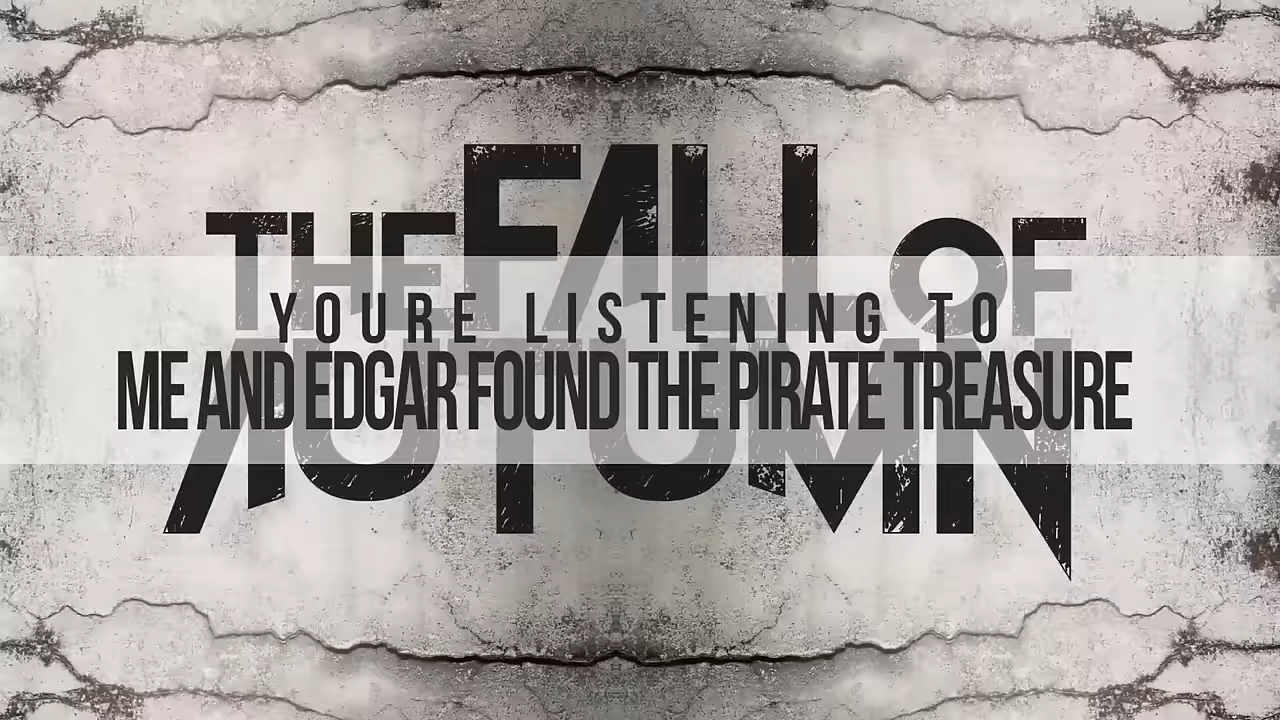 THE FALL OF
YOURE LISTENING TO
ME AND EDGAR FOUND THE PIRATE TREASURE
AUTUMN